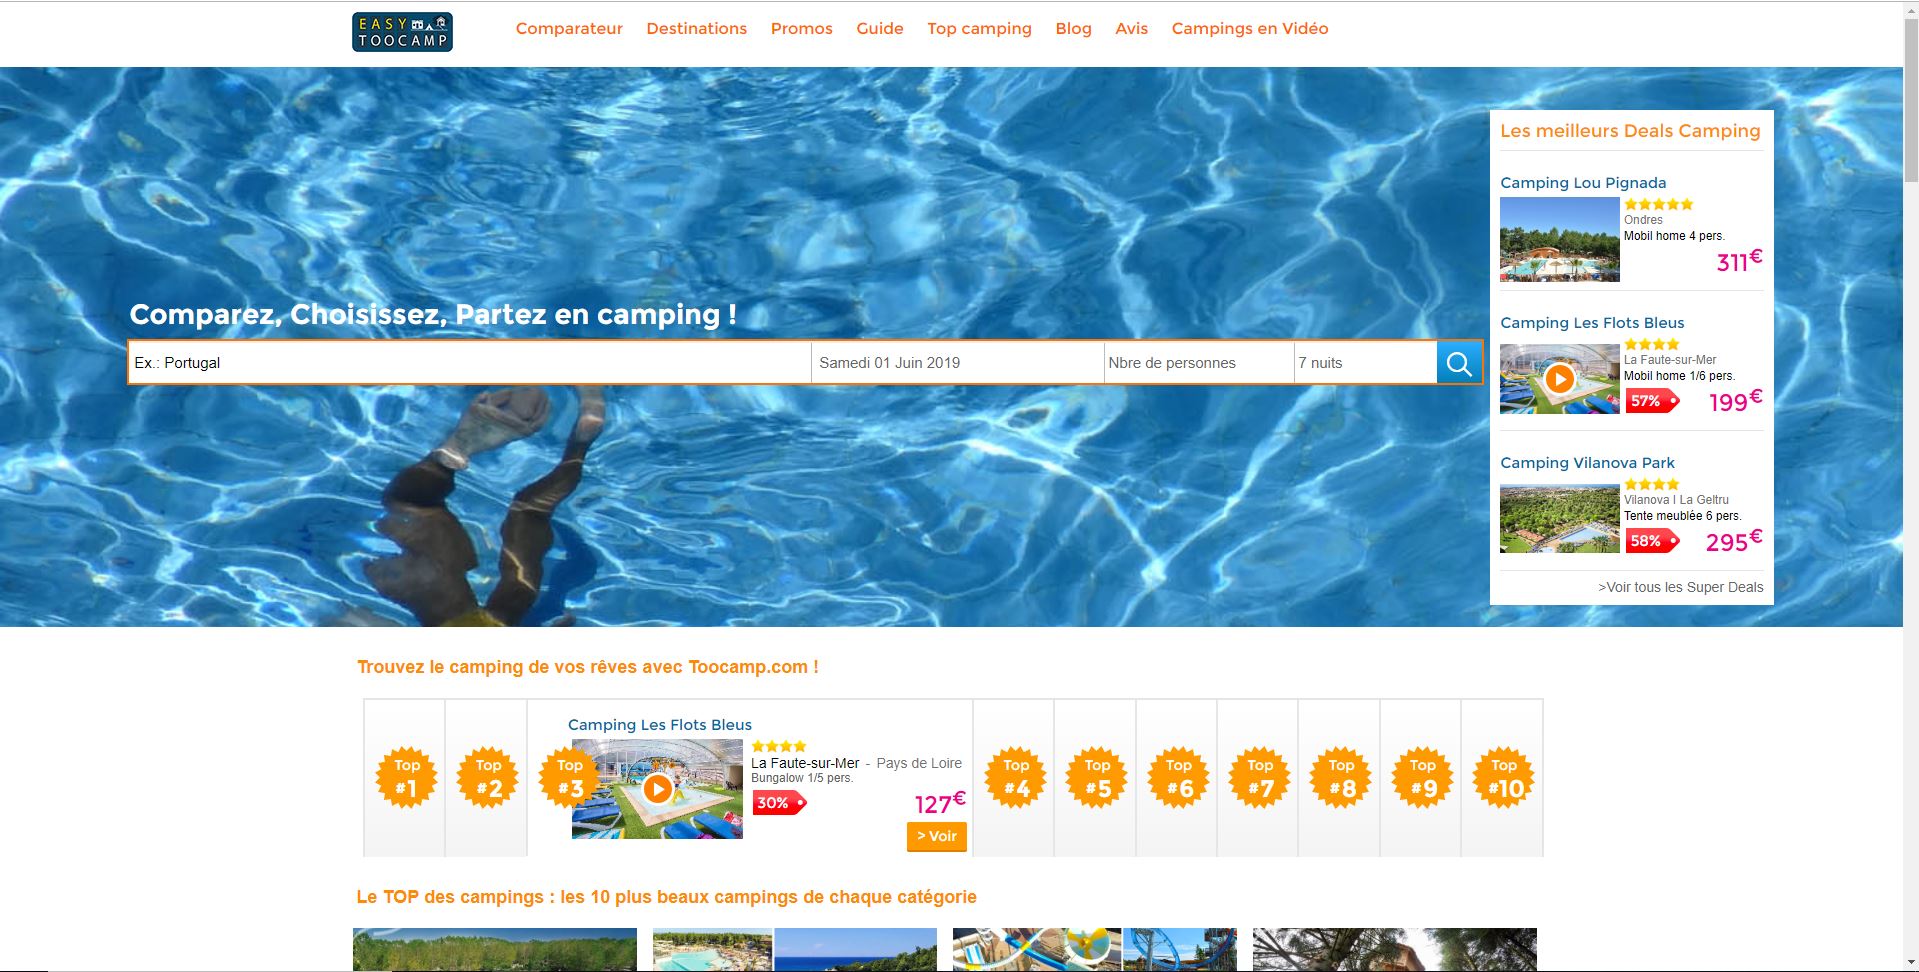 EASY
TOOCAMP
Comparateur Destinations Promos Guide Top camping Blog Avis Campings en Vidéo
Les meilleurs Deals Camping
Camping Lou Pignada
Ondres
Mobil home 4 pers.
311€
Camping Les Flots Bleus
La Faute-sur-Mer
Mobil home 1/6 pers.
57% 199€
Camping Vilanova Park
Vilanova I La Geltru
Tente meublée 6 pers.
58% 295€
>Voir tous les Super Deals
Comparez, Choisissez, Partez en camping !
Ex.: Portugal Samedi 01 Juin 2019 Nbre de personnes 7 nuits
Trouvez le camping de vos rêves avec Toocamp.com !
Top #1
Top #2
Top #3
Camping Les Flots Bleus
La Faute-sur-Mer - Pays de Loire
Bungalow 1/5 pers.
30% 127€
> Voir
Top #4
Top #5
Top #6
Top #7
Top #8
Top #9
Top #10
Le TOP des campings : les 10 plus beaux campings de chaque catégorie